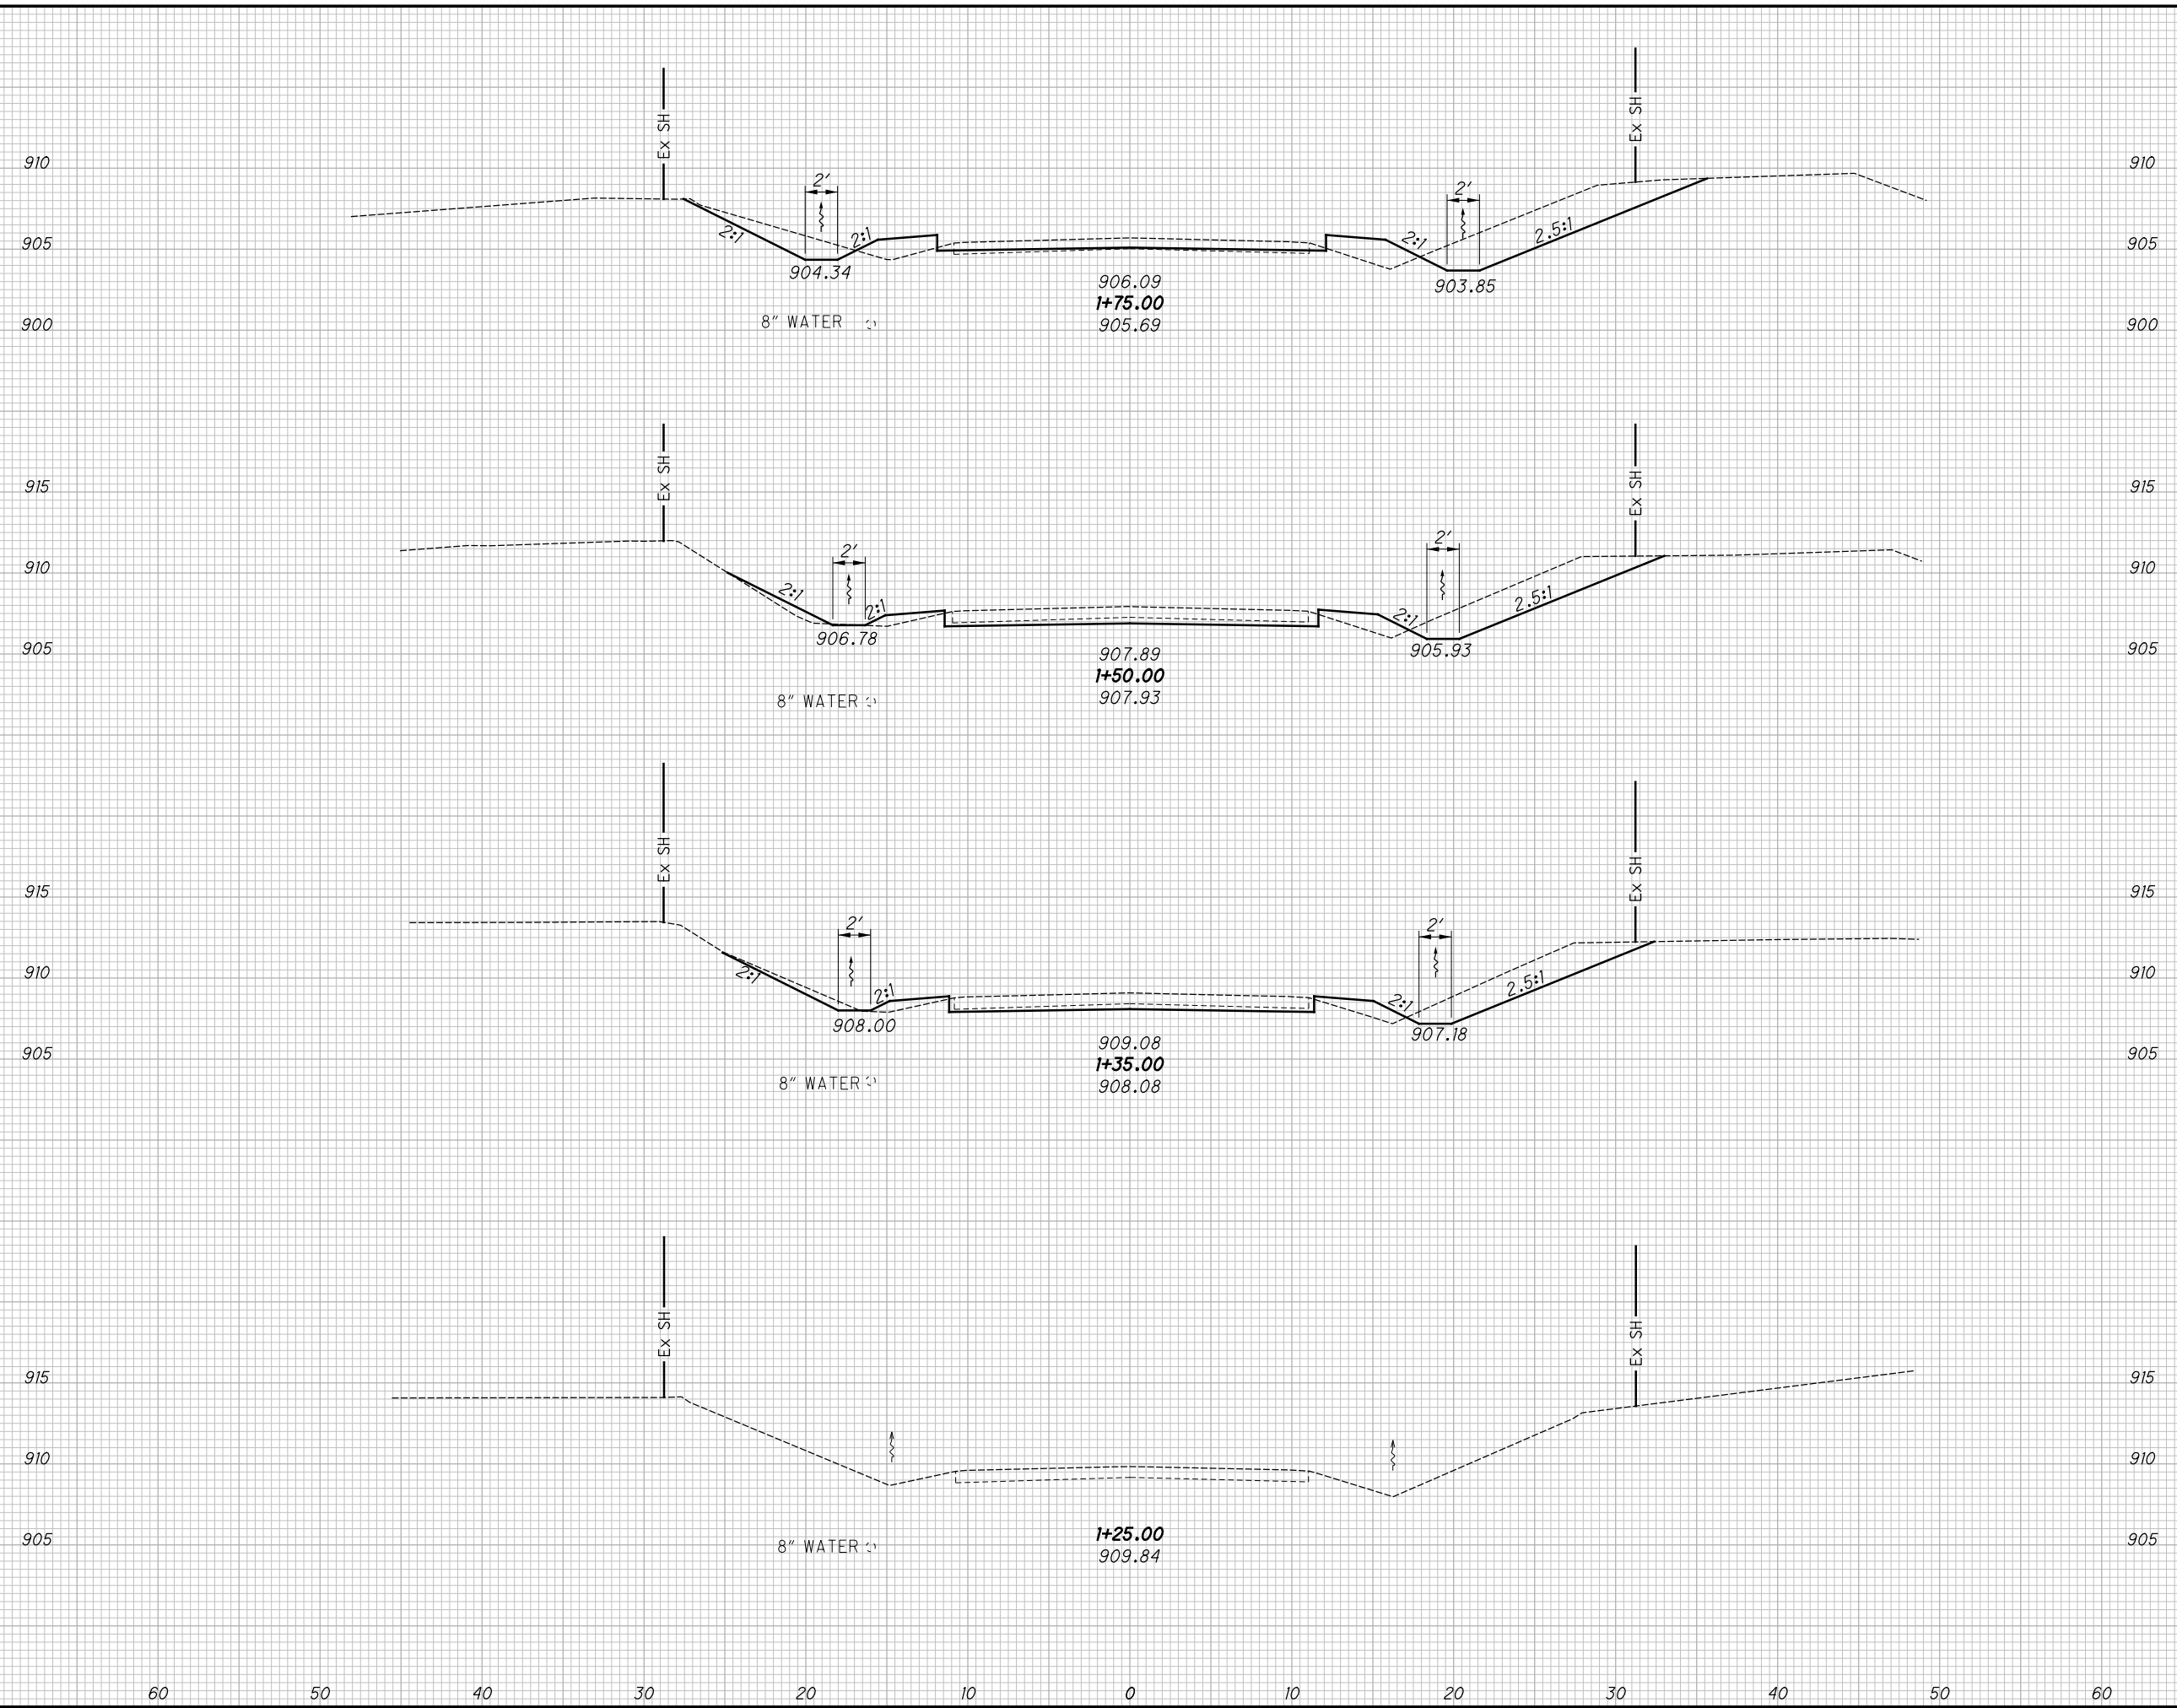 Ex SH
Ex SH
910 910
2' 2'
2:1 2:1 2:1 2.5:1
905 905
904.34 903.85
906.09
1+75.00
905.69
8" WATER
900 900
Ex SH Ex SH
915 915
2' 2'
910 910
2:1 2:1 2:1 2.5:1
906.78 905.93
905 905
907.89
1+50.00
907.93
8" WATER
Ex SH Ex SH
915 915
2' 2'
910 910
2:1 2:1 2:1 2.5:1
908.00 907.18
905 905
909.08
1+35.00
908.08
8" WATER
Ex SH Ex SH
915 915
910 910
905 905
1+25.00
909.84
8" WATER
60 50 40 30 20 10 0 10 20 30 40 50 60